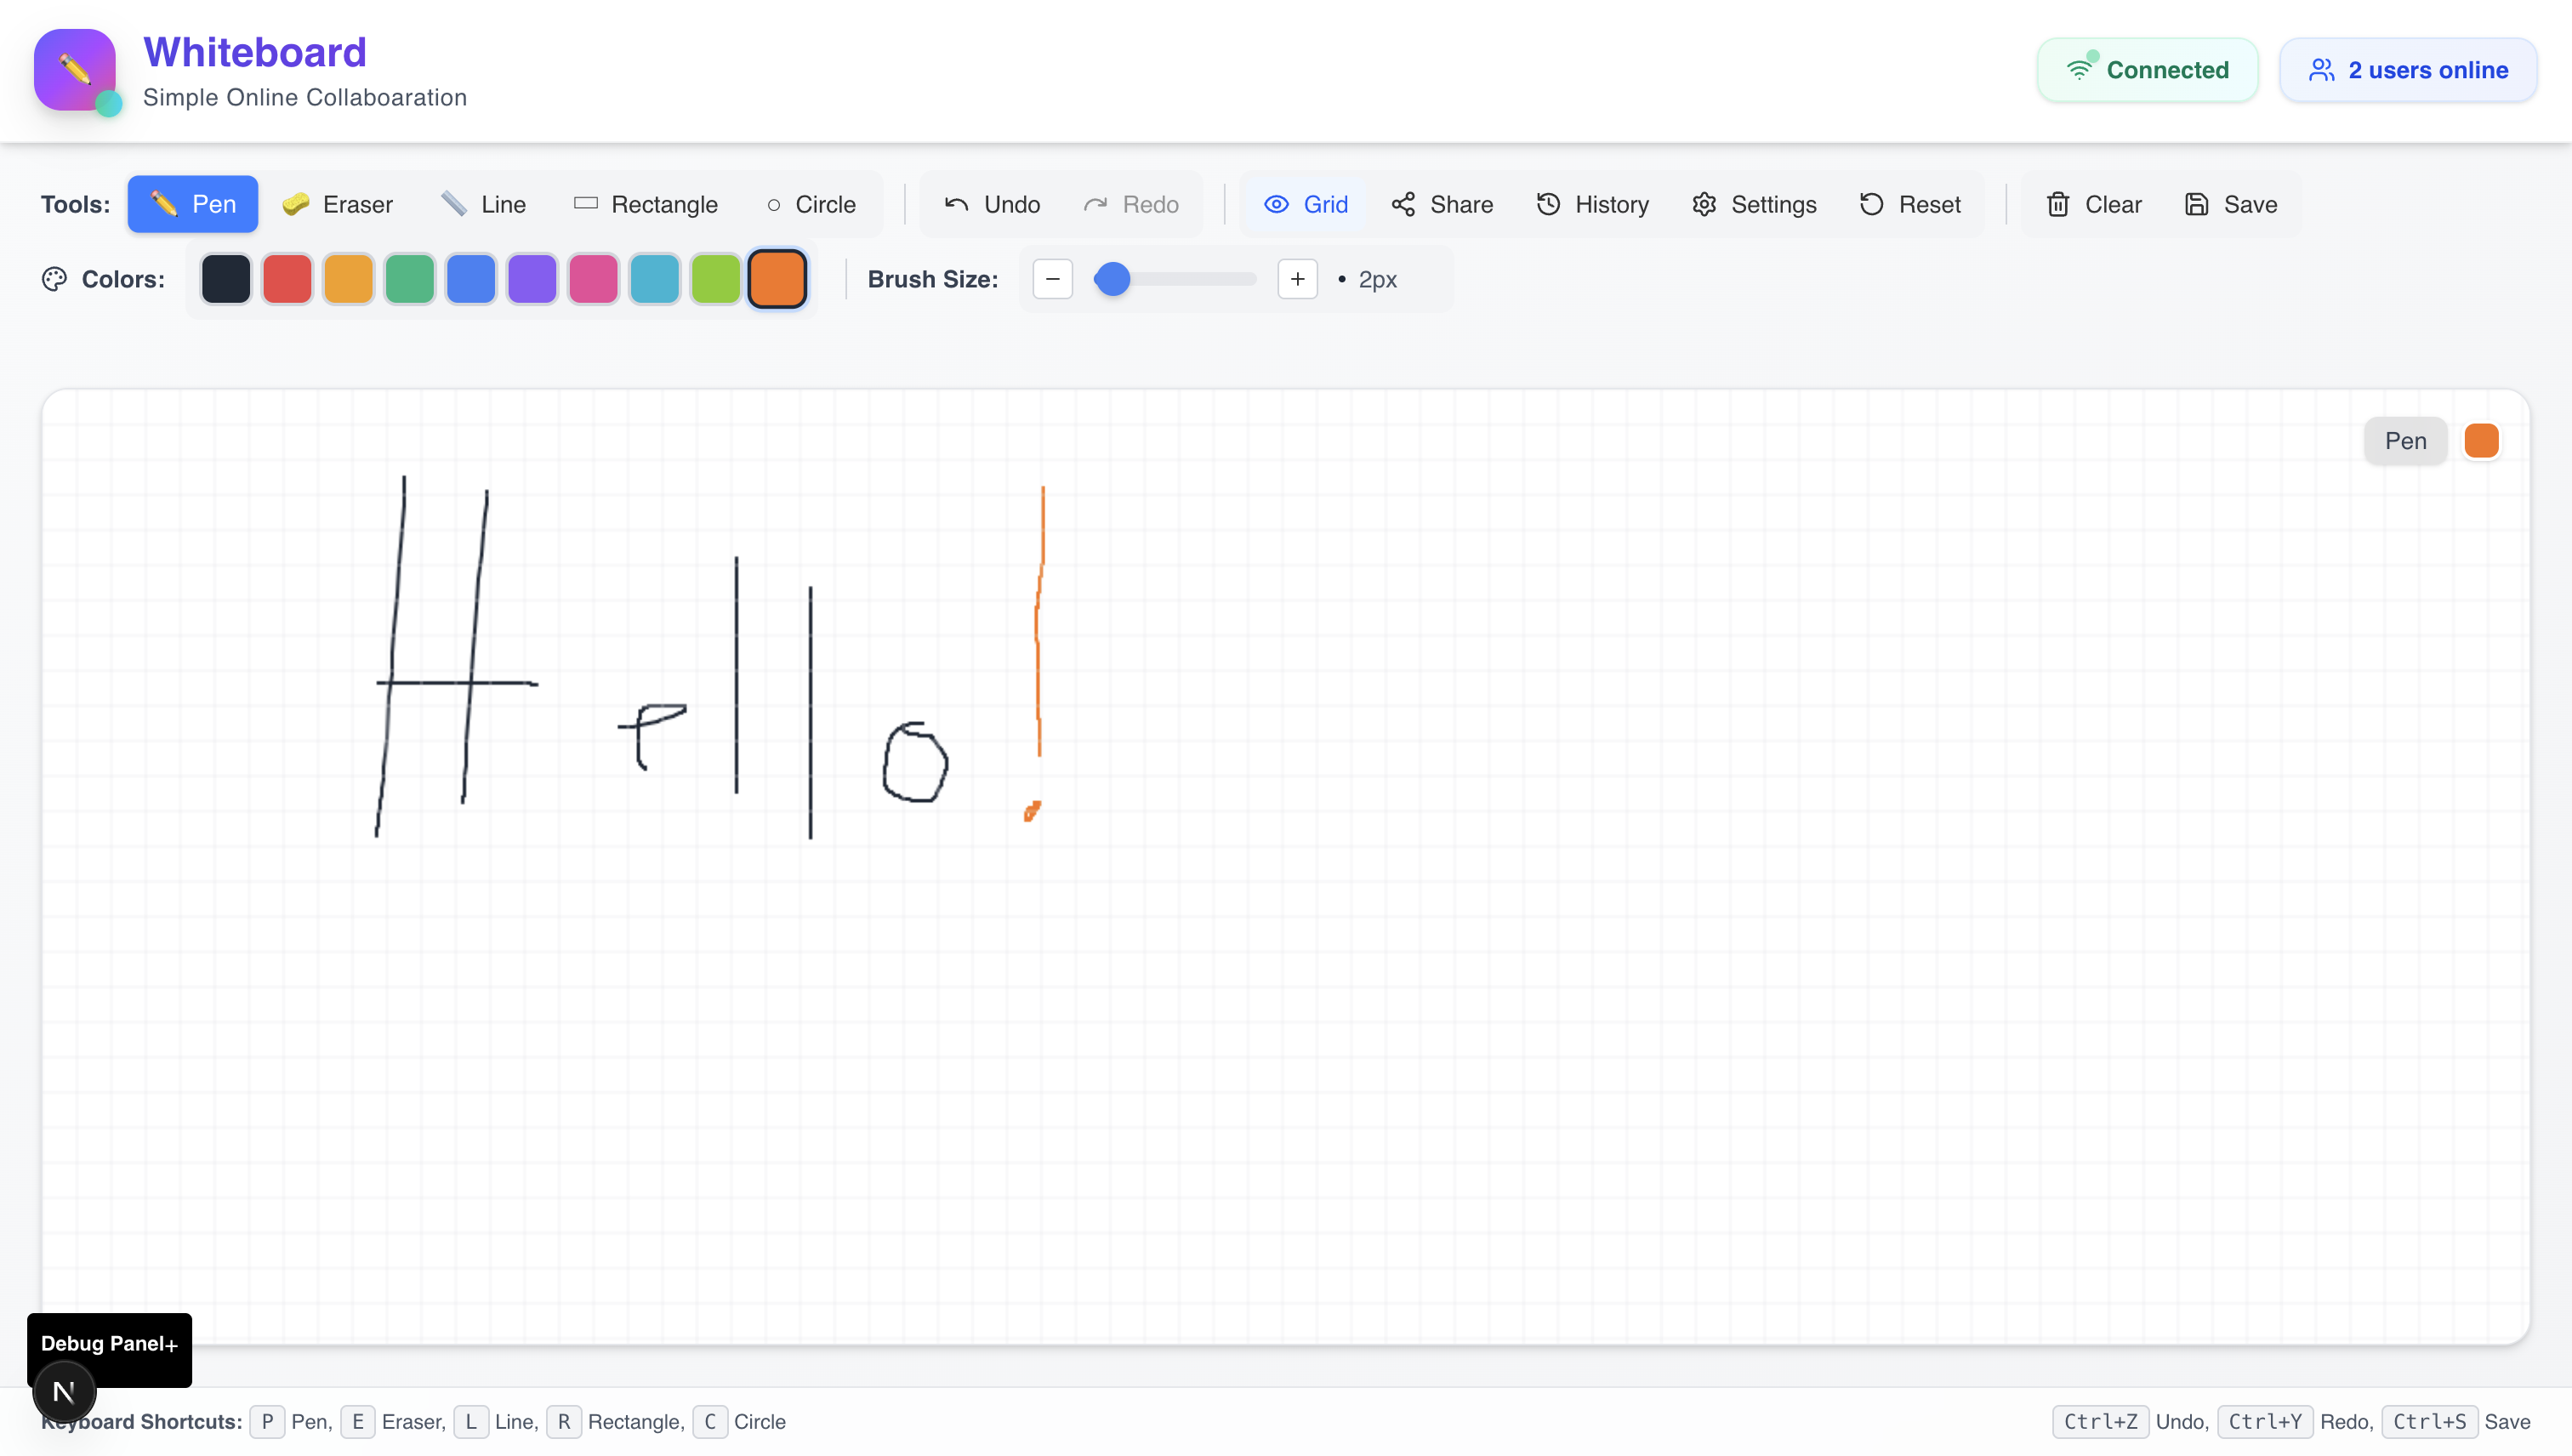 Whiteboard
Simple Online Collaboaration
Connected
2 users online
Tools: Pen Eraser Line Rectangle Circle Undo Redo Grid Share History Settings Reset Clear Save
Colors: Brush Size: − + • 2px
Pen
Hello!
Debug Panel+
N
Keyboard Shortcuts: P Pen, E Eraser, L Line, R Rectangle, C Circle
Ctrl+Z Undo, Ctrl+Y Redo, Ctrl+S Save